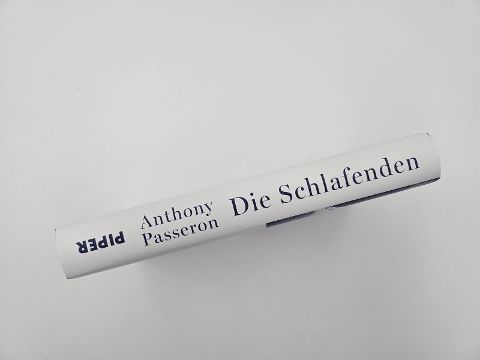 PIPER
Anthony
Passeron
Die Schlafenden